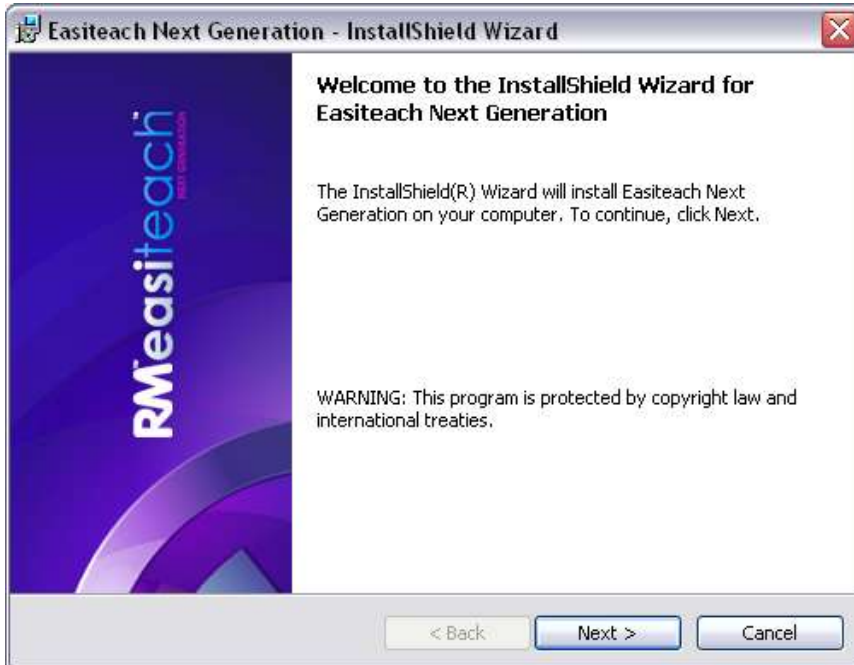 Easiteach Next Generation - InstallShield Wizard
RM easiteach
NEXT GENERATION
Welcome to the InstallShield Wizard for
Easiteach Next Generation
The InstallShield(R) Wizard will install Easiteach Next
Generation on your computer. To continue, click Next.
WARNING: This program is protected by copyright law and
international treaties.
< Back
Next >
Cancel